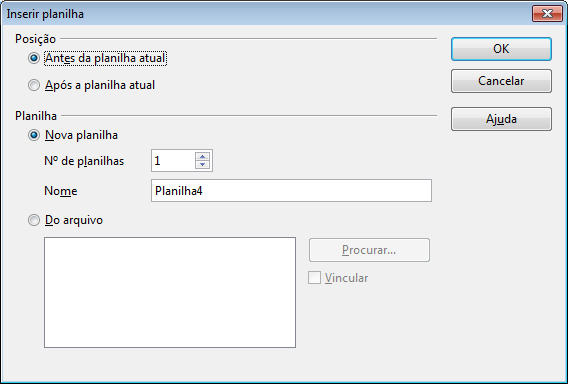 Inserir planilha
Posição
Antes da planilha atual
Após a planilha atual
OK
Cancelar
Ajuda
Planilha
Nova planilha
Nº de planilhas 1
Nome Planilha4
Do arquivo
Procurar...
Vincular